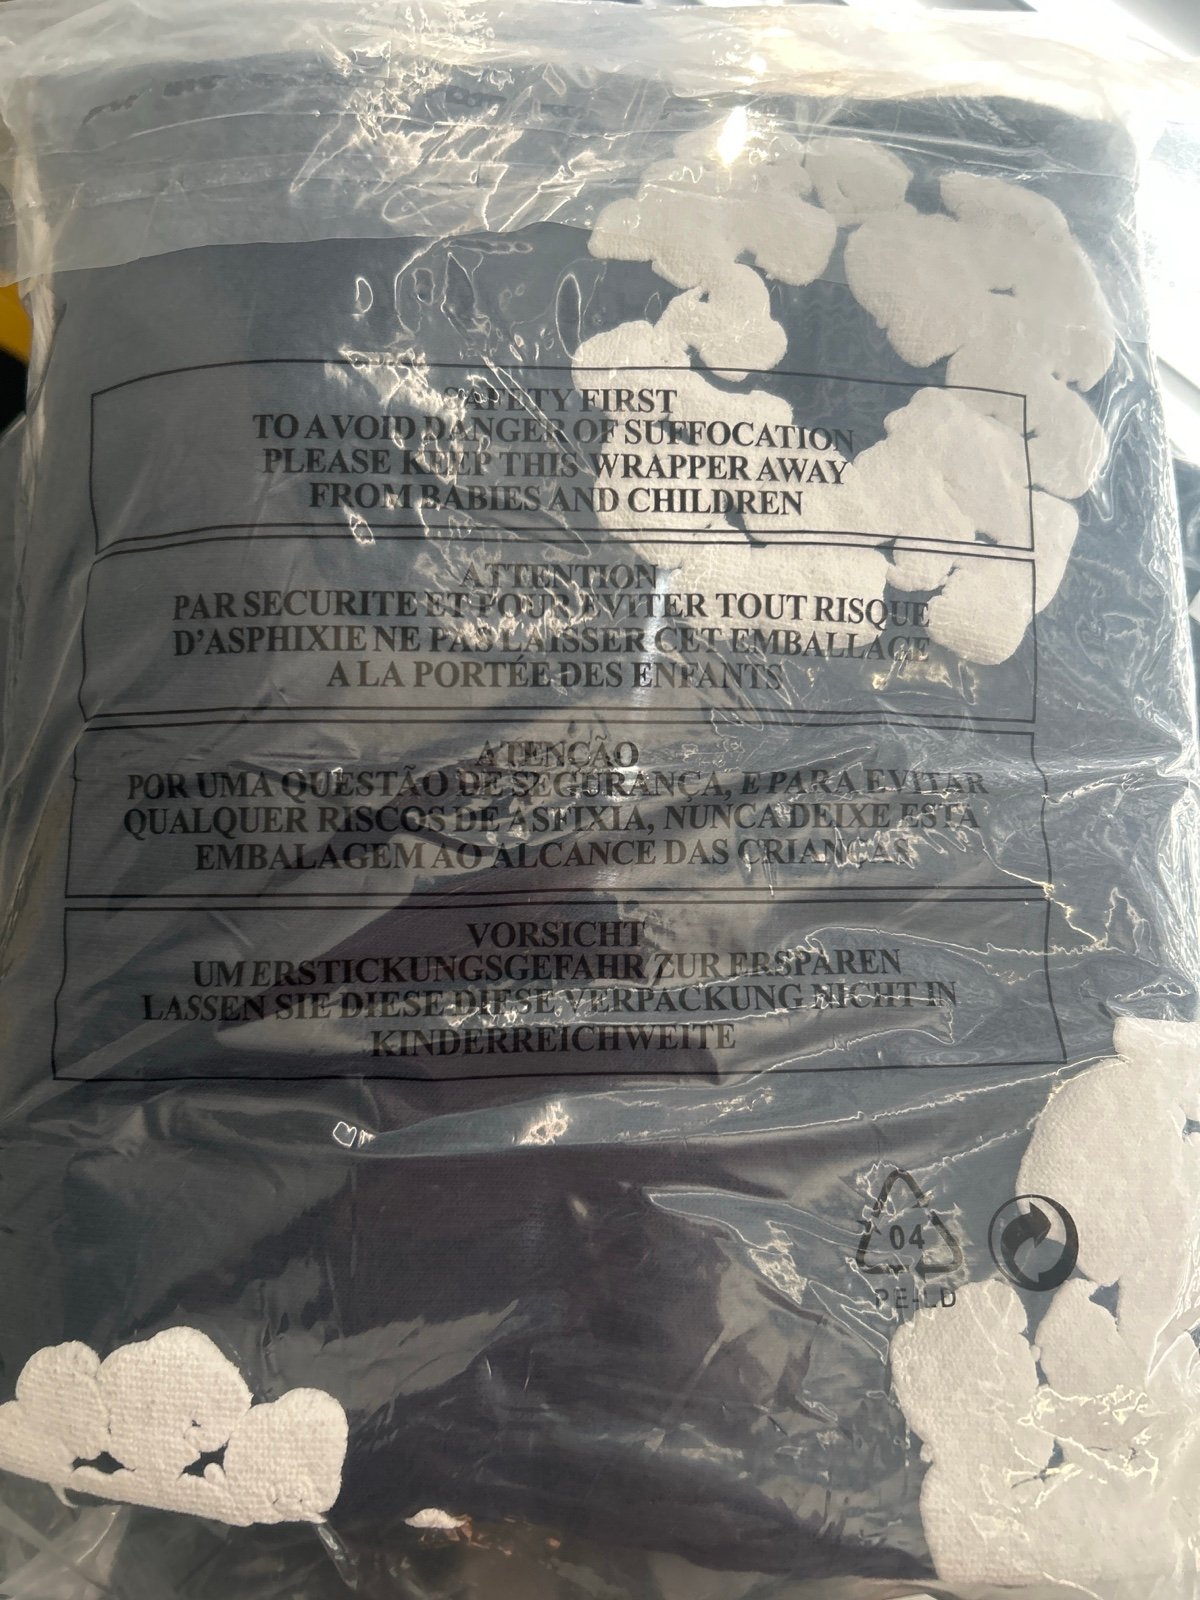 SAFETY FIRST
TO AVOID DANGER OF SUFFOCATION
PLEASE KEEP THIS WRAPPER AWAY
FROM BABIES AND CHILDREN
ATTENTION
PAR SECURITE ET POUR EVITER TOUT RISQUE
D'ASPHIXIE NE PAS LAISSER CET EMBALLAGE
A LA PORTÉE DES ENFANTS
ATENÇÃO
POR UMA QUESTÃO DE SEGURANÇA, E PARA EVITAR
QUALQUER RISCOS DE ASFIXIA, NUNCA DEIXE ESTA
EMBALAGEM AO ALCANCE DAS CRIANÇAS
VORSICHT
UM ERSTICKUNGSGEFAHR ZUR ERSPAREN
LASSEN SIE DIESE DIESE VERPACKUNG NICHT IN
KINDERREICHWEITE
04
PE-LD